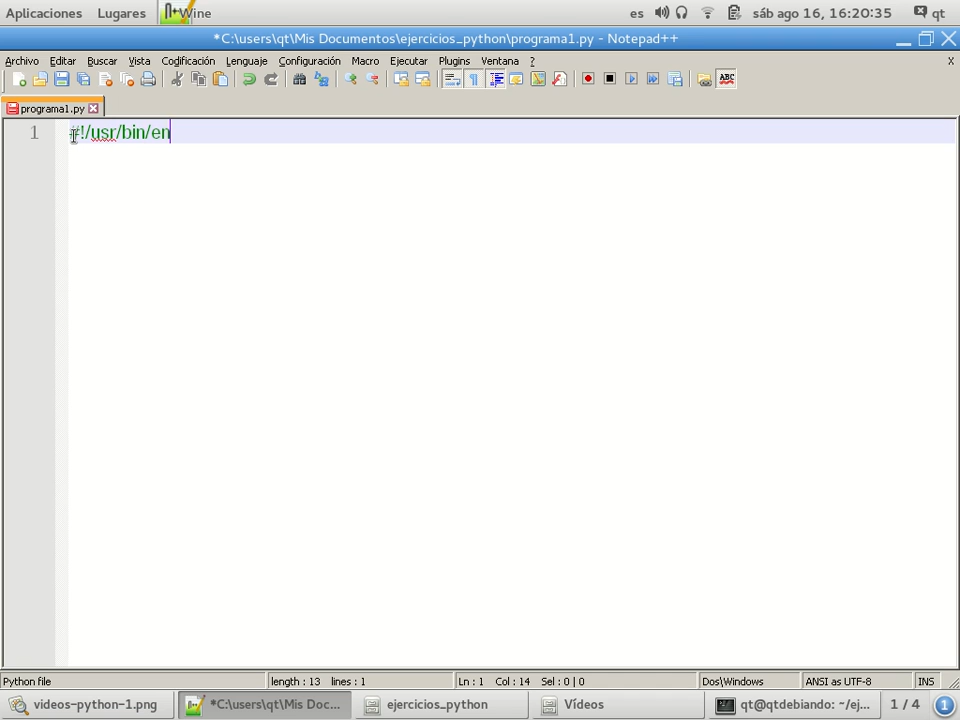 Aplicaciones Lugares Wine es sáb ago 16, 16:20:35 qt
*C:\users\qt\Mis Documentos\ejercicios_python\programa1.py - Notepad++
Archivo Editar Buscar Vista Codificación Lenguaje Configuración Macro Ejecutar Plugins Ventana ? X
ABC
programa1.py
1 #!/usr/bin/en
Python file length : 13 lines : 1 Ln : 1 Col : 14 Sel : 0 | 0 Dos\Windows ANSI as UTF-8 INS
videos-python-1.png *C:\users\qt\Mis Doc... ejercicios_python Vídeos qt@qtdebiando: ~/ej... 1 / 4 1